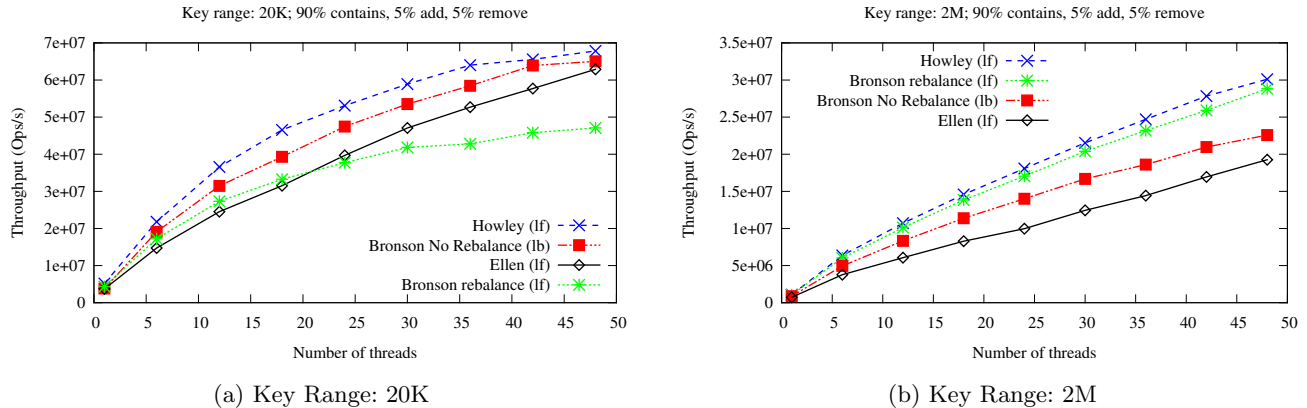 Key range: 20K; 90% contains, 5% add, 5% remove
7e+07
6e+07
5e+07
4e+07
3e+07
2e+07
1e+07
0
Throughput (Ops/s)
Howley (lf)
Bronson No Rebalance (lb)
Ellen (lf)
Bronson rebalance (lf)
0 5 10 15 20 25 30 35 40 45 50
Number of threads
(a) Key Range: 20K
Key range: 2M; 90% contains, 5% add, 5% remove
3.5e+07
3e+07
2.5e+07
2e+07
1.5e+07
1e+07
5e+06
0
Throughput (Ops/s)
Howley (lf)
Bronson rebalance (lf)
Bronson No Rebalance (lb)
Ellen (lf)
0 5 10 15 20 25 30 35 40 45 50
Number of threads
(b) Key Range: 2M